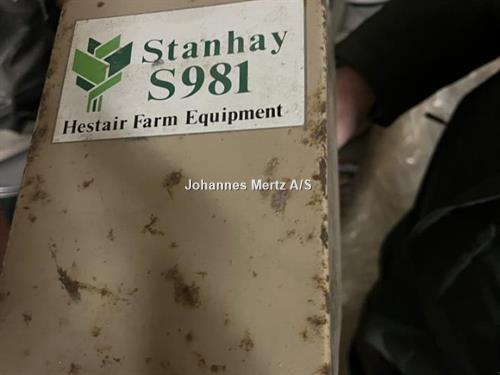 Stanhay
S981
Hestair Farm Equipment
Johannes Mertz A/S